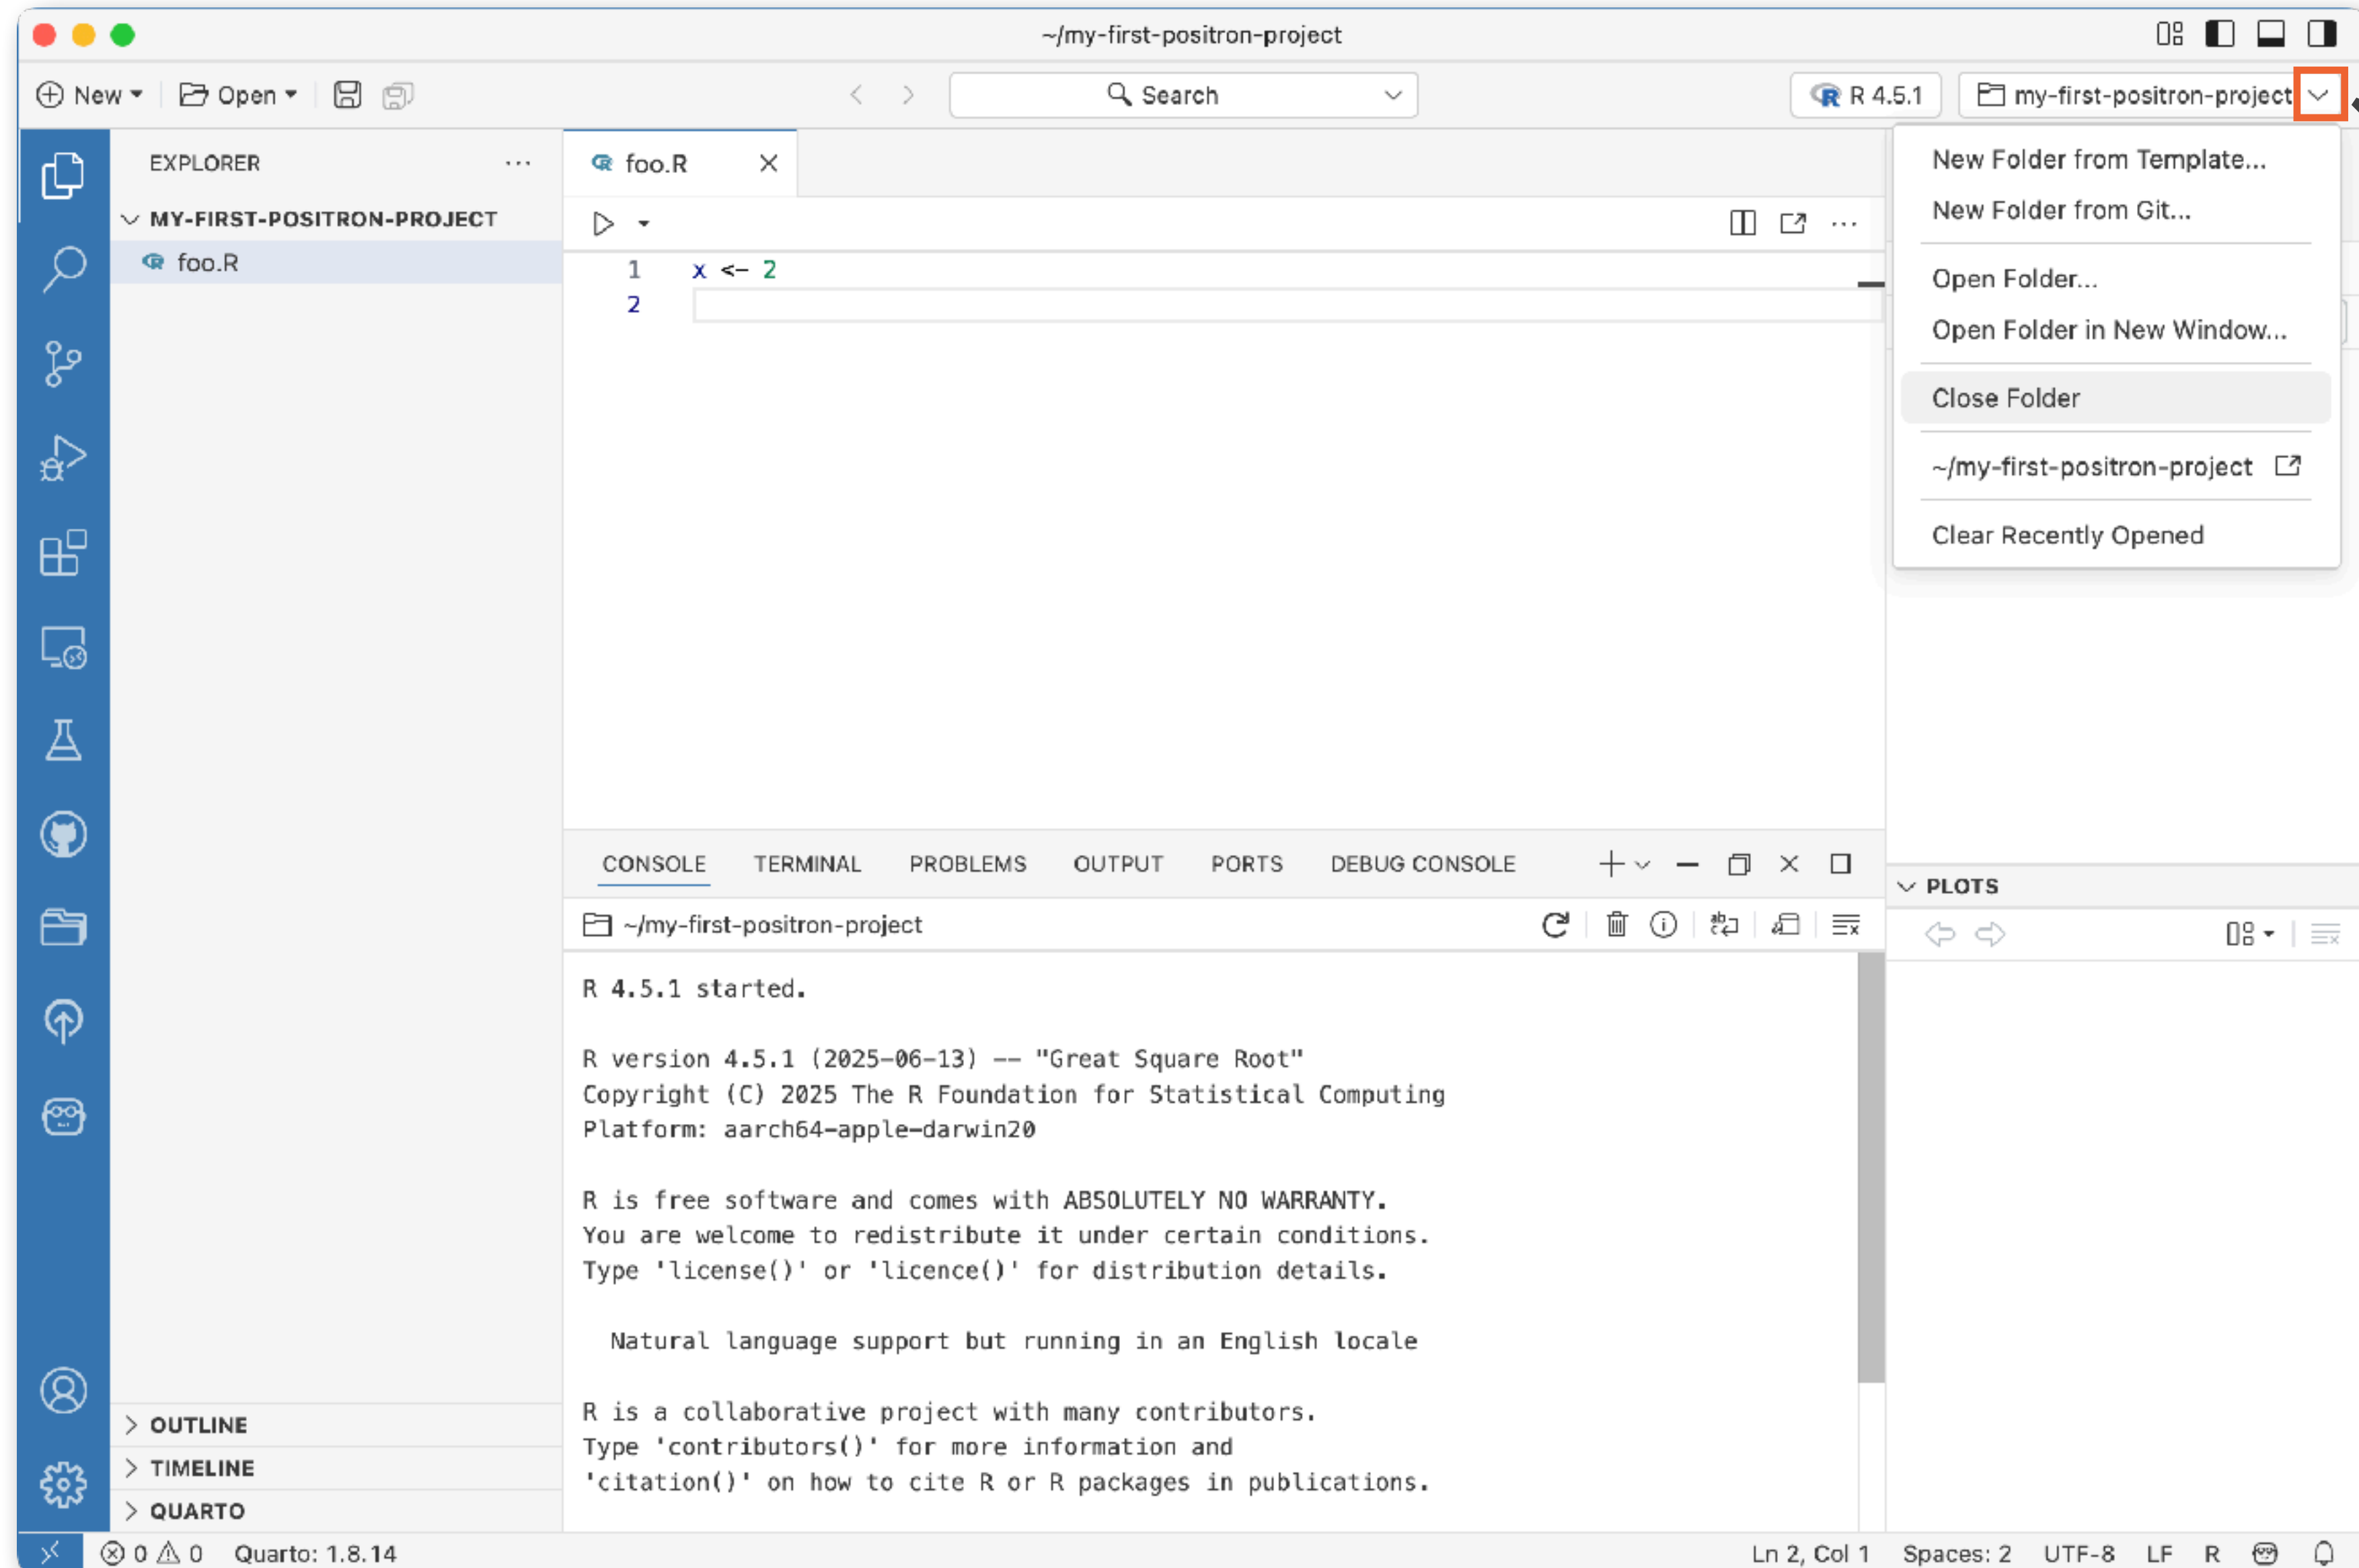 ~/my-first-positron-project
New Open Search R 4.5.1 my-first-positron-project
EXPLORER
MY-FIRST-POSITRON-PROJECT
foo.R
foo.R
1 x <- 2
2
New Folder from Template...
New Folder from Git...
Open Folder...
Open Folder in New Window...
Close Folder
~/my-first-positron-project
Clear Recently Opened
CONSOLE TERMINAL PROBLEMS OUTPUT PORTS DEBUG CONSOLE
~/my-first-positron-project
R 4.5.1 started.
R version 4.5.1 (2025-06-13) -- "Great Square Root"
Copyright (C) 2025 The R Foundation for Statistical Computing
Platform: aarch64-apple-darwin20
R is free software and comes with ABSOLUTELY NO WARRANTY.
You are welcome to redistribute it under certain conditions.
Type 'license()' or 'licence()' for distribution details.
Natural language support but running in an English locale
R is a collaborative project with many contributors.
Type 'contributors()' for more information and
'citation()' on how to cite R or R packages in publications.
PLOTS
OUTLINE
TIMELINE
QUARTO
0 0 Quarto: 1.8.14 Ln 2, Col 1 Spaces: 2 UTF-8 LF R